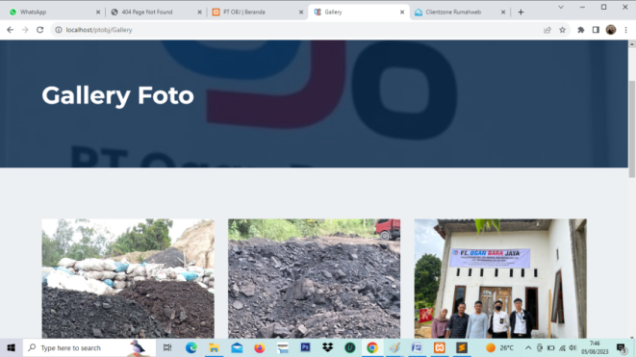 WhatsApp
404 Page Not Found
PT OBJ | Beranda
Gallery
Clientzone Rumahweb
localhost/ptobj/Gallery
Gallery Foto
PT. OGAN BARA JAYA
Type here to search
26°C
7:46
05/08/2023